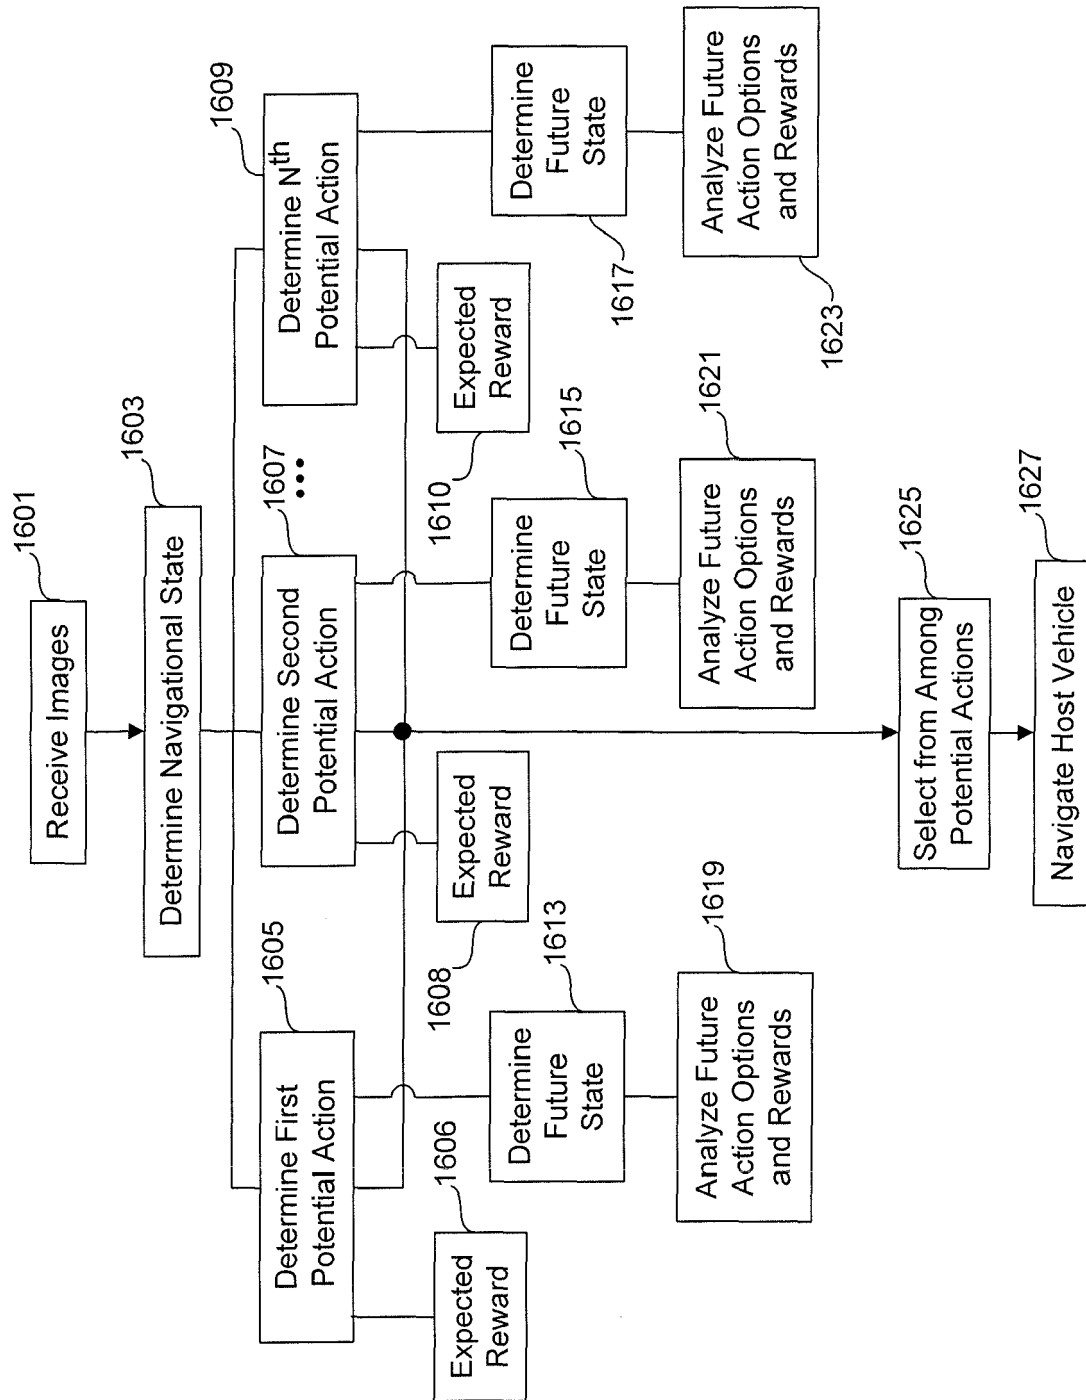 1601
Receive Images
1603
Determine Navigational State
1605
Determine First
Potential Action
1607
Determine Second
Potential Action
•••
1609
Determine Nth
Potential Action
1606
Expected
Reward
1608
Expected
Reward
1610
Expected
Reward
1613
Determine
Future
State
1615
Determine
Future
State
1617
Determine
Future
State
1619
Analyze Future
Action Options
and Rewards
1621
Analyze Future
Action Options
and Rewards
1623
Analyze Future
Action Options
and Rewards
1625
Select from Among
Potential Actions
1627
Navigate Host Vehicle